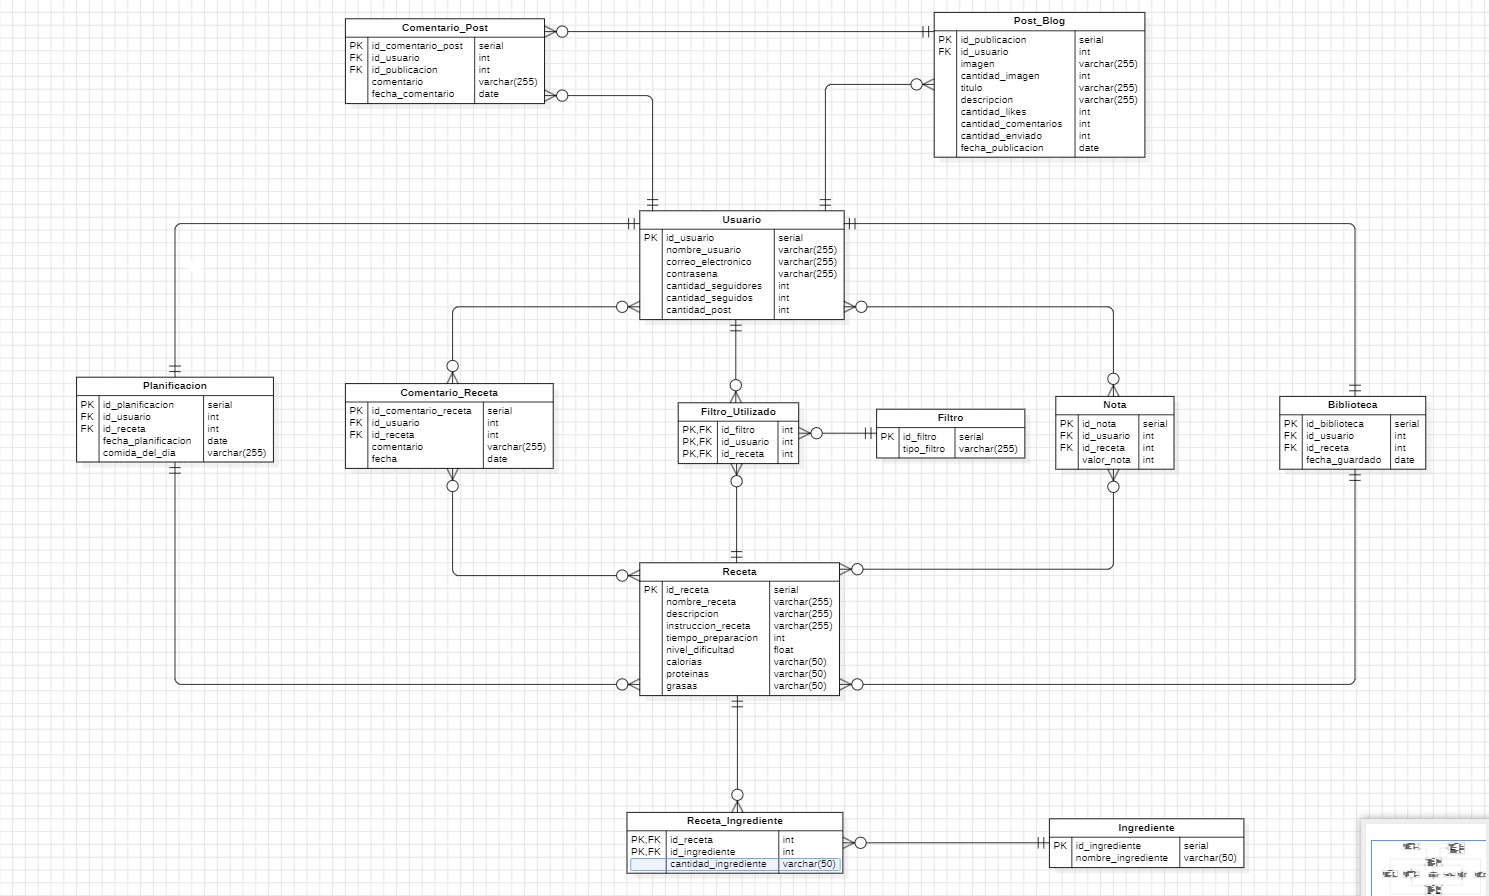 Comentario_Post
PK id_comentario_post serial
FK id_usuario int
FK id_publicacion int
comentario varchar(255)
fecha_comentario date
Post_Blog
PK id_publicacion serial
FK id_usuario int
imagen varchar(255)
cantidad_imagen int
titulo varchar(255)
descripcion varchar(255)
cantidad_likes int
cantidad_comentarios int
cantidad_enviado int
fecha_publicacion date
Usuario
PK id_usuario serial
nombre_usuario varchar(255)
correo_electronico varchar(255)
contrasena varchar(255)
cantidad_seguidores int
cantidad_seguidos int
cantidad_post int
Planificacion
PK id_planificacion serial
FK id_usuario int
FK id_receta int
fecha_planificacion date
comida_del_dia varchar(255)
Comentario_Receta
PK id_comentario_receta serial
FK id_usuario int
FK id_receta int
comentario varchar(255)
fecha date
Filtro_Utilizado
PK,FK id_filtro int
PK,FK id_usuario int
PK,FK id_receta int
Filtro
PK id_filtro serial
tipo_filtro varchar(255)
Nota
PK id_nota serial
FK id_usuario int
FK id_receta int
valor_nota int
Biblioteca
PK id_biblioteca serial
FK id_usuario int
FK id_receta int
fecha_guardado date
Receta
PK id_receta serial
nombre_receta varchar(255)
descripcion varchar(255)
instruccion_receta varchar(255)
tiempo_preparacion int
nivel_dificultad float
calorias varchar(50)
proteinas varchar(50)
grasas varchar(50)
Receta_Ingrediente
PK,FK id_receta int
PK,FK id_ingrediente int
cantidad_ingrediente varchar(50)
Ingrediente
PK id_ingrediente serial
nombre_ingrediente varchar(50)